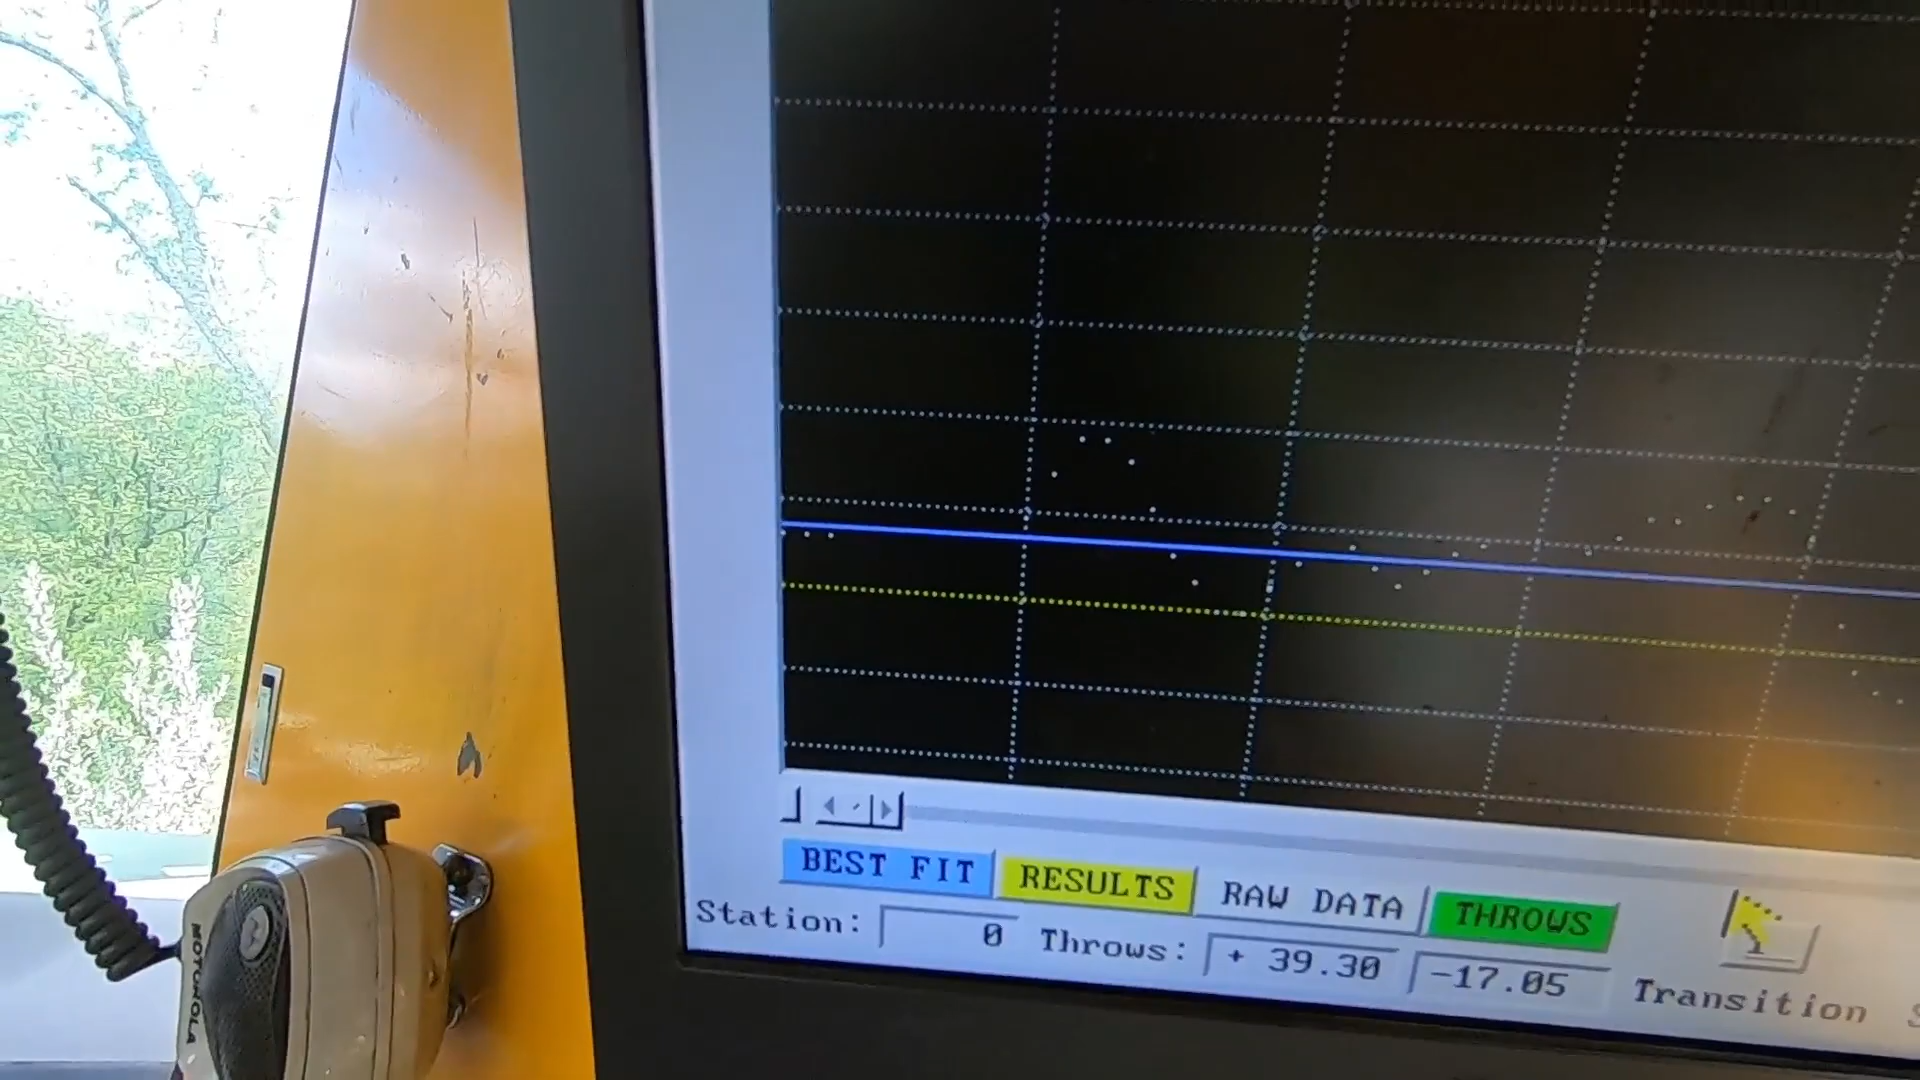 BEST FIT RESULTS RAW DATA THROWS
Station: 0 Throws: + 39.30 -17.05 Transition
MOTOROLA